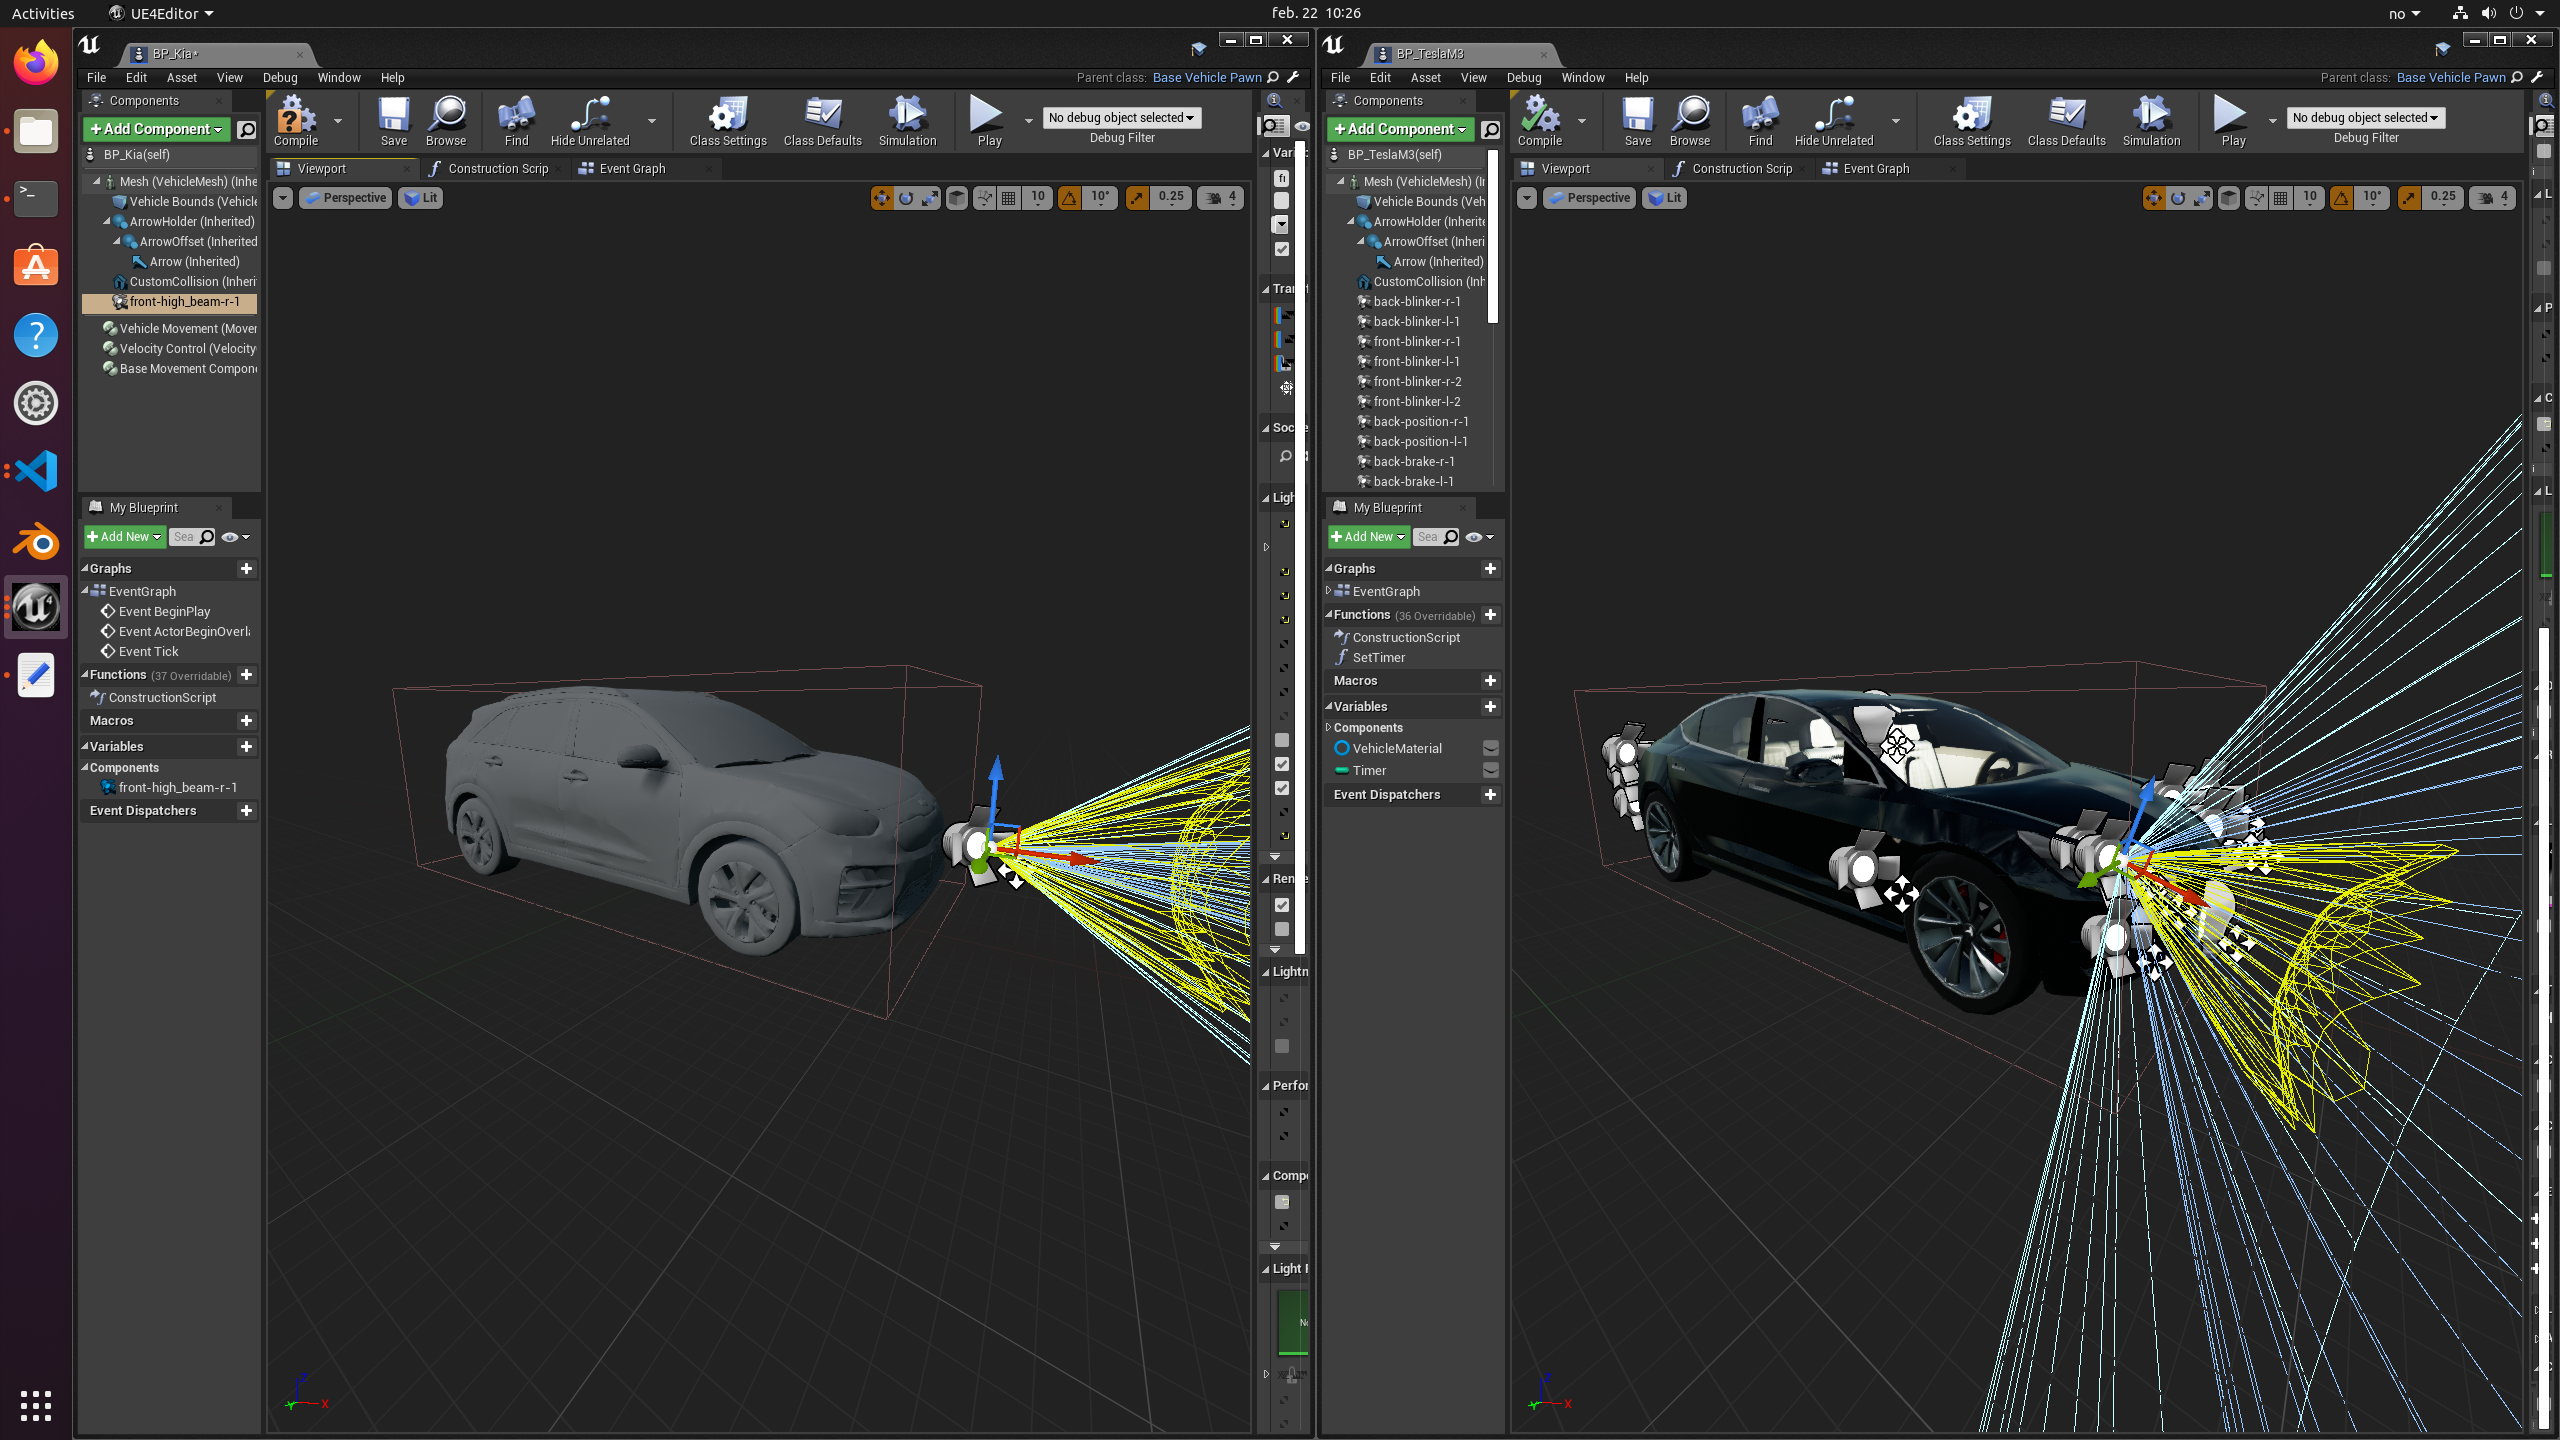 Activities
UE4Editor
feb. 22 10:26
no
BP_Kia*
File Edit Asset View Debug Window Help
Parent class: Base Vehicle Pawn
Components
Add Component
BP_Kia(self)
Mesh (VehicleMesh) (Inhe
Vehicle Bounds (Vehicle
ArrowHolder (Inherited)
ArrowOffset (Inherited
Arrow (Inherited)
CustomCollision (Inheri
front-high_beam-r-1
Vehicle Movement (Mover
Velocity Control (Velocity
Base Movement Compon
Compile
Save
Browse
Find
Hide Unrelated
Class Settings
Class Defaults
Simulation
Play
No debug object selected
Debug Filter
Viewport
Construction Scrip
Event Graph
Perspective
Lit
10
10°
0.25
4
My Blueprint
Add New
Sea
Graphs
EventGraph
Event BeginPlay
Event ActorBeginOverl
Event Tick
Functions (37 Overridable)
ConstructionScript
Macros
Variables
Components
front-high_beam-r-1
Event Dispatchers
Vari
Tran
Soc
Ligh
Ren
Lightn
Perfor
Compo
Light
X
BP_TeslaM3
File Edit Asset View Debug Window Help
Parent class: Base Vehicle Pawn
Components
Add Component
BP_TeslaM3(self)
Mesh (VehicleMesh) (I
Vehicle Bounds (Veh
ArrowHolder (Inherite
ArrowOffset (Inheri
Arrow (Inherited)
CustomCollision (Inh
back-blinker-r-1
back-blinker-l-1
front-blinker-r-1
front-blinker-l-1
front-blinker-r-2
front-blinker-l-2
back-position-r-1
back-position-l-1
back-brake-r-1
back-brake-l-1
Compile
Save
Browse
Find
Hide Unrelated
Class Settings
Class Defaults
Simulation
Play
No debug object selected
Debug Filter
Viewport
Construction Scrip
Event Graph
Perspective
Lit
10
10°
0.25
4
My Blueprint
Add New
Sea
Graphs
EventGraph
Functions (36 Overridable)
ConstructionScript
SetTimer
Macros
Variables
Components
VehicleMaterial
Timer
Event Dispatchers
X